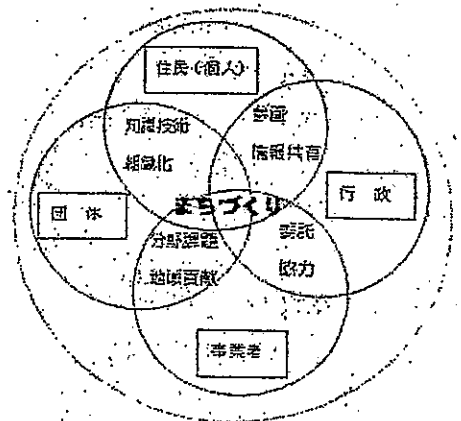 住民(個人)
知識技術
組織化
参画
情報共有
団体
まちづくり
行政
分野課題
地域貢献
委託
協力
事業者